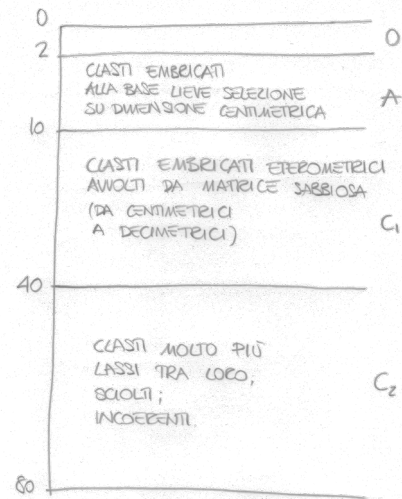 0
O
2
CLASTI EMBRICATI
ALLA BASE LIEVE SELEZIONE
SU DIMENSIONE CENTIMETRICA
A
10
CLASTI EMBRICATI ETEROMETRICI
AVVOLTI DA MATRICE SABBIOSA
(DA CENTIMETRICI
A DECIMETRICI)
C1
40
CLASTI MOLTO PIÙ
LASSI TRA LORO;
SCIOLTI;
INCOERENTI.
C2
80